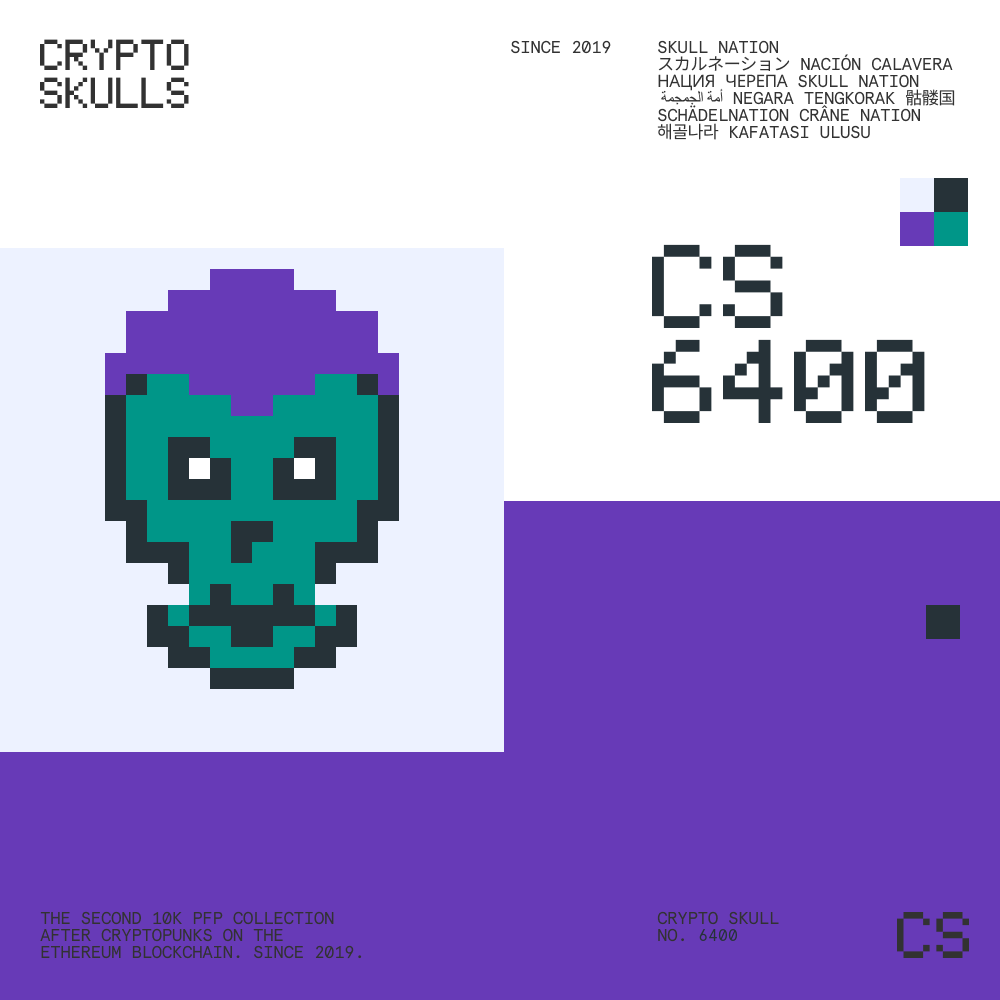 CRYPTO
SKULLS
SINCE 2019
SKULL NATION
スカルネーション NACIÓN CALAVERA
НАЦИЯ ЧЕРЕПА SKULL NATION
أمة الجمجمة NEGARA TENGKORAK 骷髅国
SCHÄDELNATION CRÂNE NATION
해골나라 KAFATASI ULUSU
CS
6400
THE SECOND 10K PFP COLLECTION
AFTER CRYPTOPUNKS ON THE
ETHEREUM BLOCKCHAIN. SINCE 2019.
CRYPTO SKULL
NO. 6400
CS